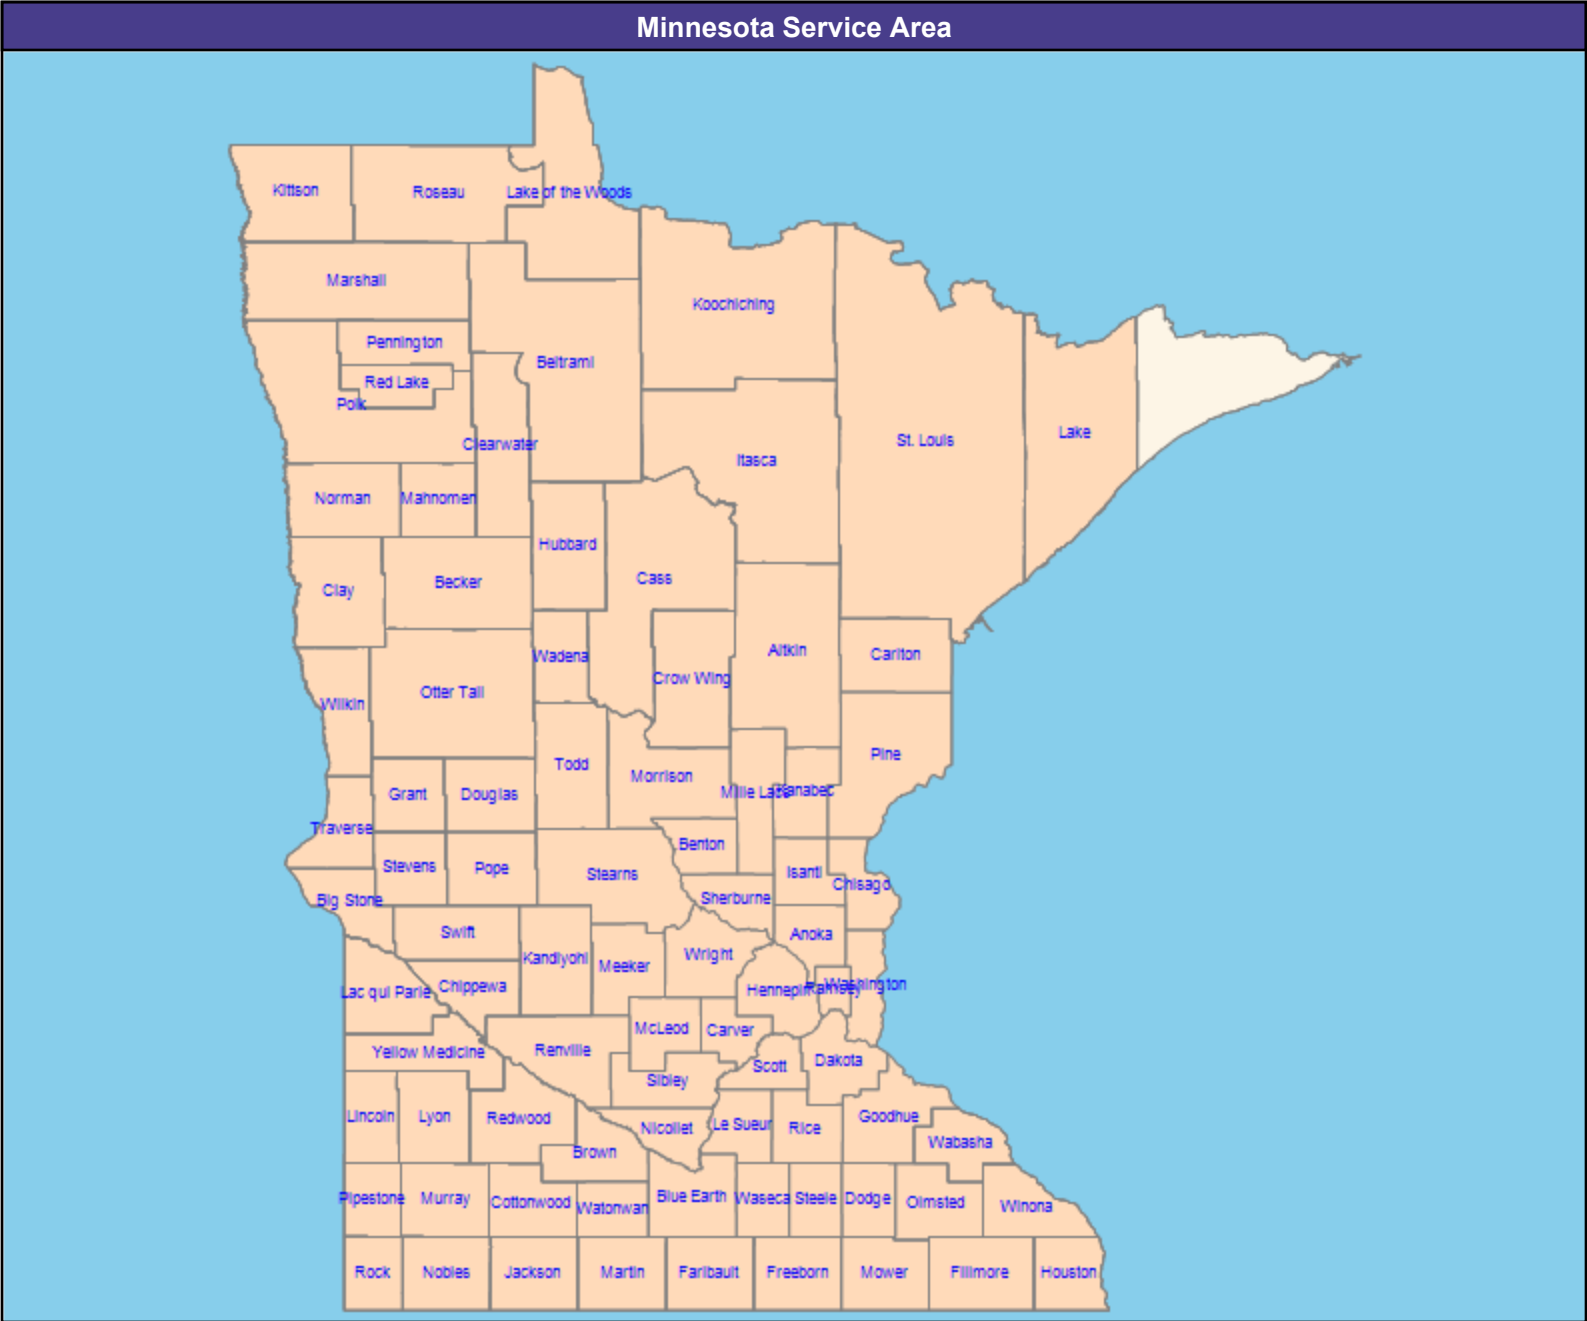 Minnesota Service Area
Kittson
Roseau
Lake of the Woods
Marshall
Koochiching
Pennington
Beltrami
Red Lake
Polk
Clearwater
St. Louis
Lake
Itasca
Norman
Mahnomen
Hubbard
Cass
Becker
Clay
Aitkin
Carlton
Wadena
Crow Wing
Otter Tail
Wilkin
Pine
Todd
Morrison
Mille Lacs
Kanabec
Grant
Douglas
Traverse
Benton
Stevens
Pope
Stearns
Isanti
Chisago
Sherburne
Big Stone
Swift
Anoka
Kandiyohi
Meeker
Wright
Lac qui Parle
Chippewa
Hennepin
Ramsey
Washington
McLeod
Carver
Yellow Medicine
Renville
Scott
Dakota
Sibley
Lincoln
Lyon
Redwood
Nicollet
Le Sueur
Rice
Goodhue
Wabasha
Brown
Pipestone
Murray
Cottonwood
Watonwan
Blue Earth
Waseca
Steele
Dodge
Olmsted
Winona
Rock
Nobles
Jackson
Martin
Faribault
Freeborn
Mower
Fillmore
Houston